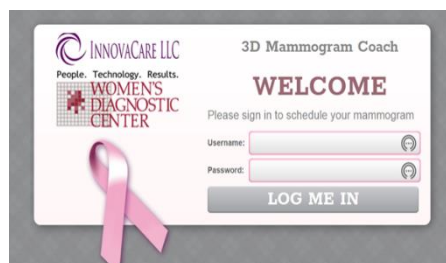 INNOVACARE LLC
People. Technology. Results.
WOMEN'S
DIAGNOSTIC
CENTER
3D Mammogram Coach
WELCOME
Please sign in to schedule your mammogram
Username:
Password:
LOG ME IN